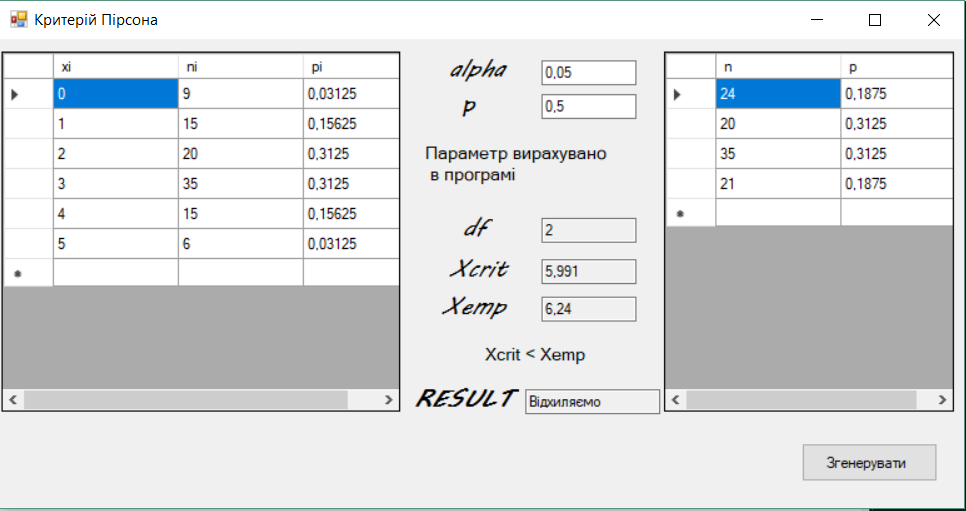 Критерій Пірсона
xi ni pi
0 9 0,03125
1 15 0,15625
2 20 0,3125
3 35 0,3125
4 15 0,15625
5 6 0,03125
alpha 0,05
p 0,5
Параметр вирахувано
в програмі
df 2
Xcrit 5,991
Xemp 6,24
Xcrit < Xemp
RESULT Відхиляємо
n p
24 0,1875
20 0,3125
35 0,3125
21 0,1875
Згенерувати